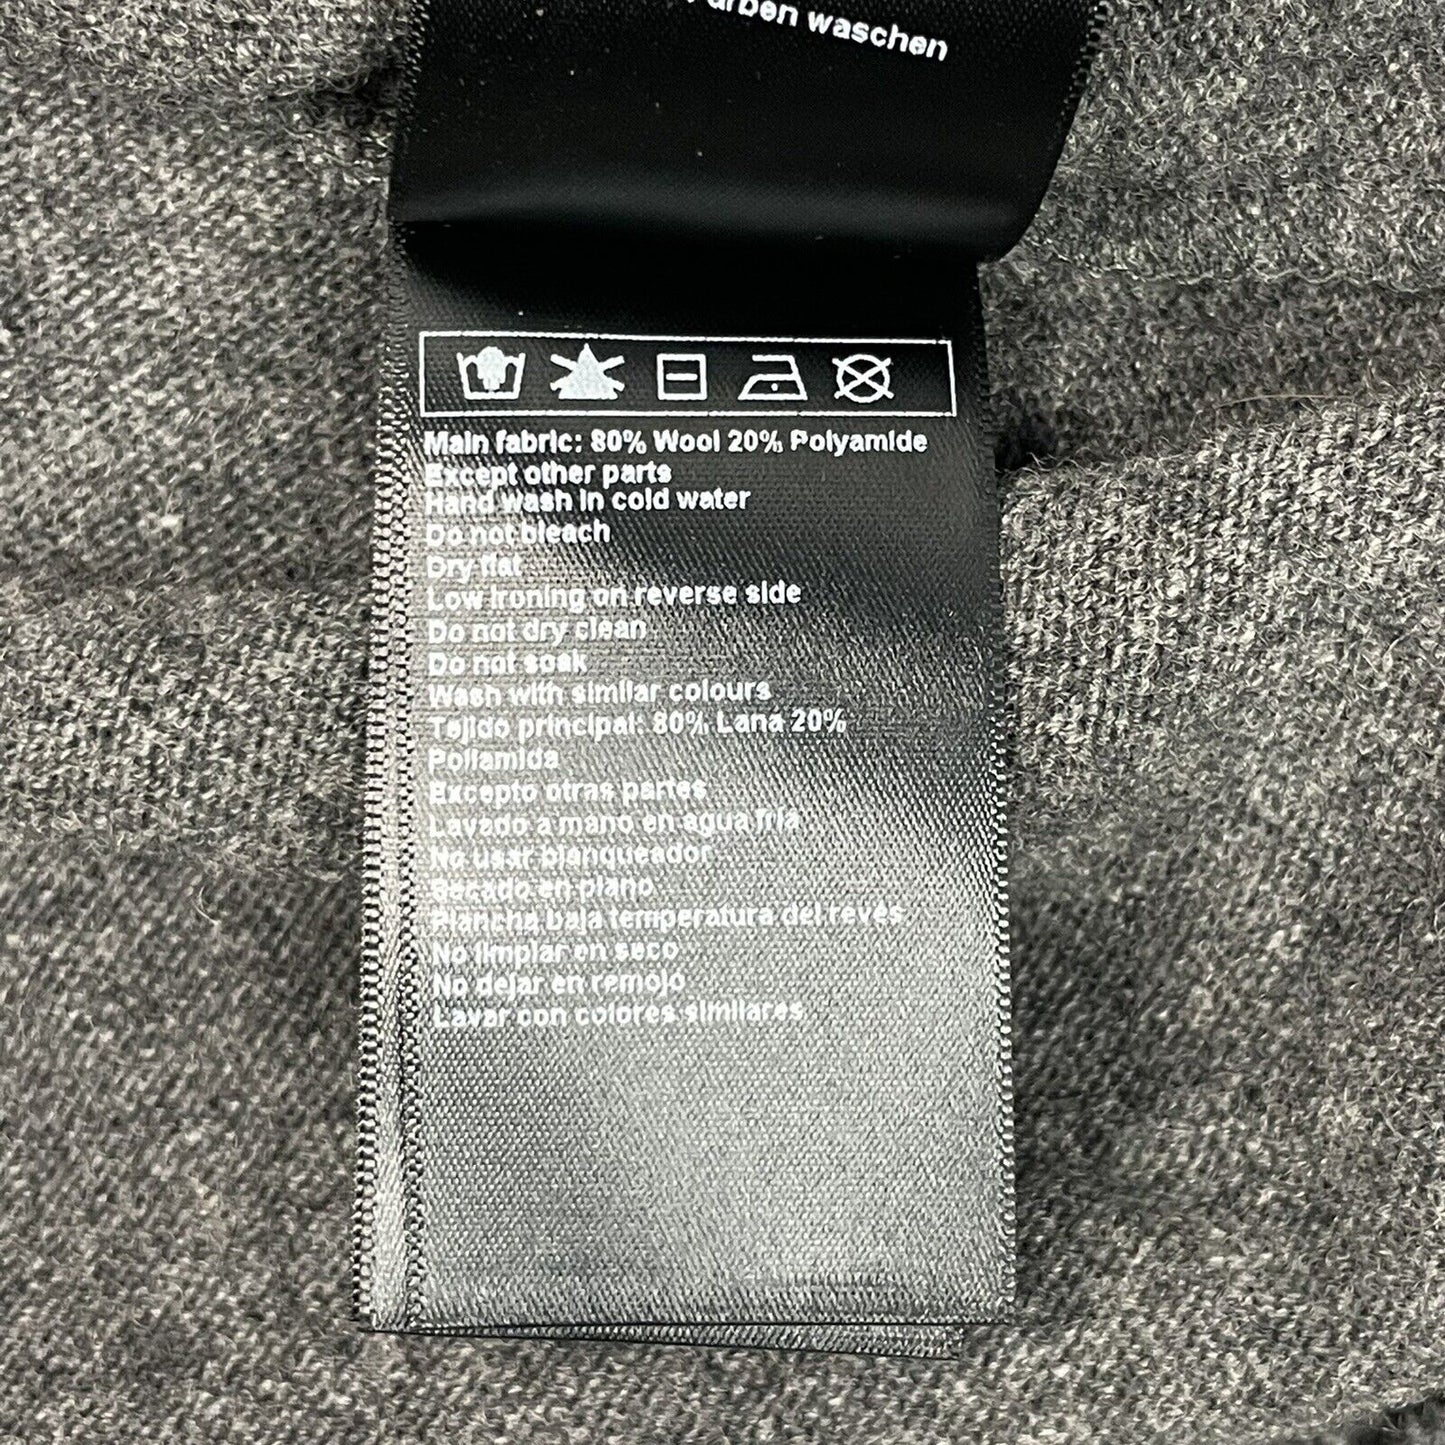 Farben waschen
Main fabric: 80% Wool 20% Polyamide
Except other parts
Hand wash in cold water
Do not bleach
Dry flat
Low ironing on reverse side
Do not dry clean
Do not soak
Wash with similar colours
Tejido principal: 80% Lana 20%
Poliamida
Excepto otras partes
Lavado a mano en agua fría
No usar blanqueador
Secado en plano
Plancha baja temperatura del revés
No limpiar en seco
No dejar en remojo
Lavar con colores similares